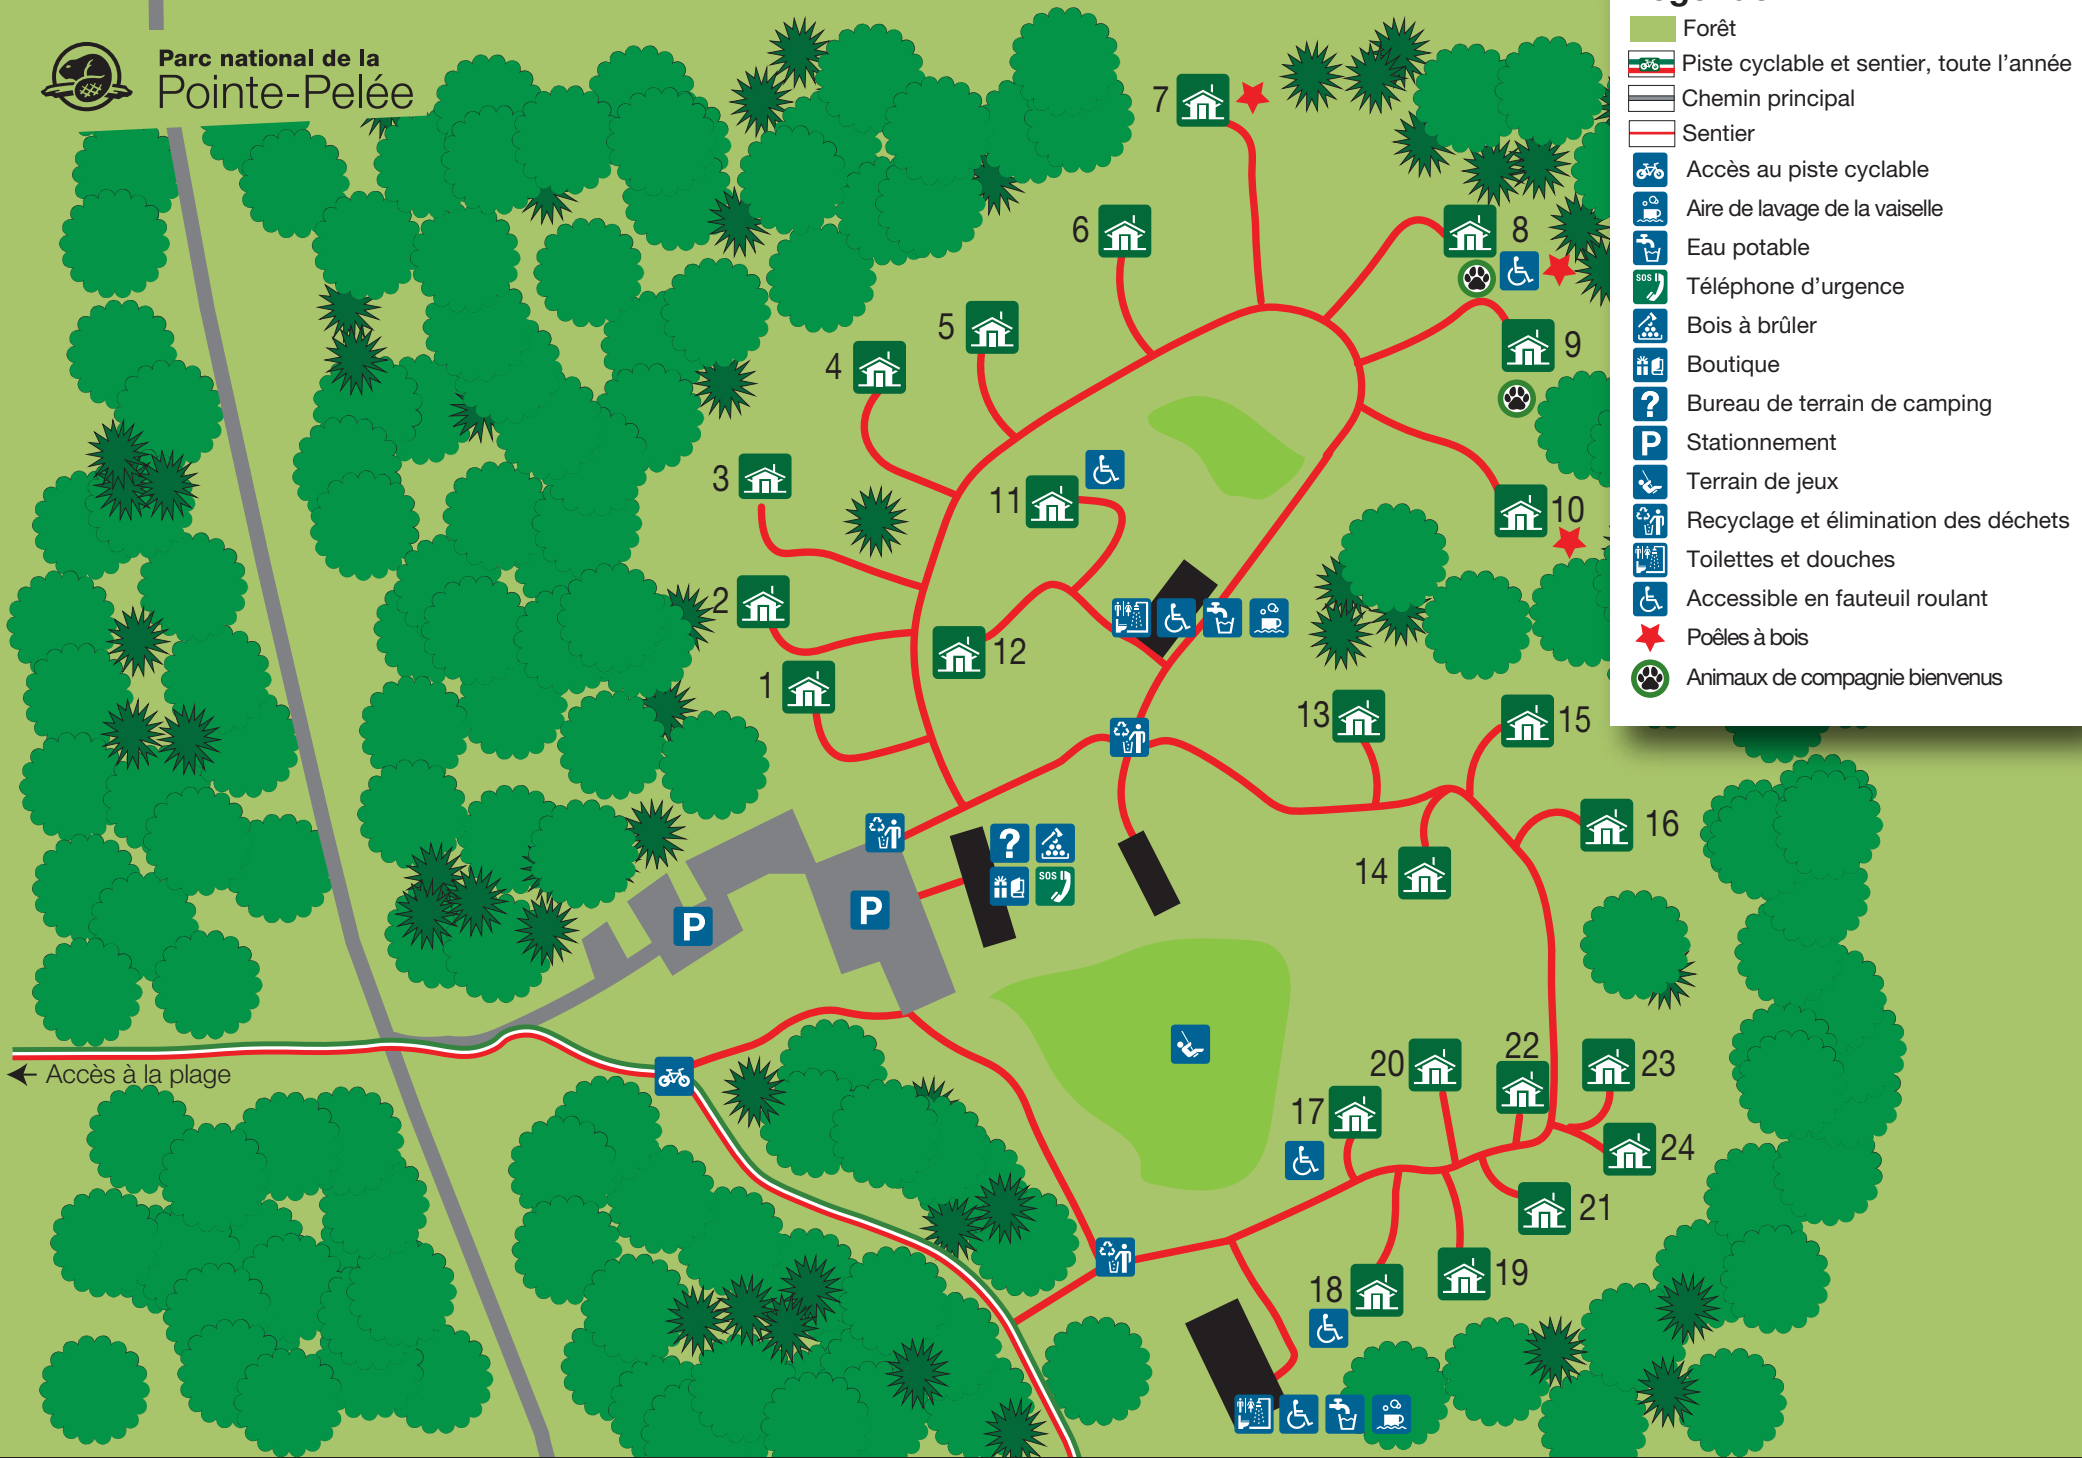 Parc national de la
Pointe-Pelée
Forêt
Piste cyclable et sentier, toute l'année
Chemin principal
Sentier
Accès au piste cyclable
Aire de lavage de la vaiselle
Eau potable
SOS Téléphone d'urgence
Bois à brûler
Boutique
? Bureau de terrain de camping
P Stationnement
Terrain de jeux
Recyclage et élimination des déchets
Toilettes et douches
Accessible en fauteuil roulant
Poêles à bois
Animaux de compagnie bienvenus
7
6
8
5
9
4
3
11
10
2
12
1
13
15
16
14
?
SOS
P
P
22
20
23
17
24
21
19
18
← Accès à la plage